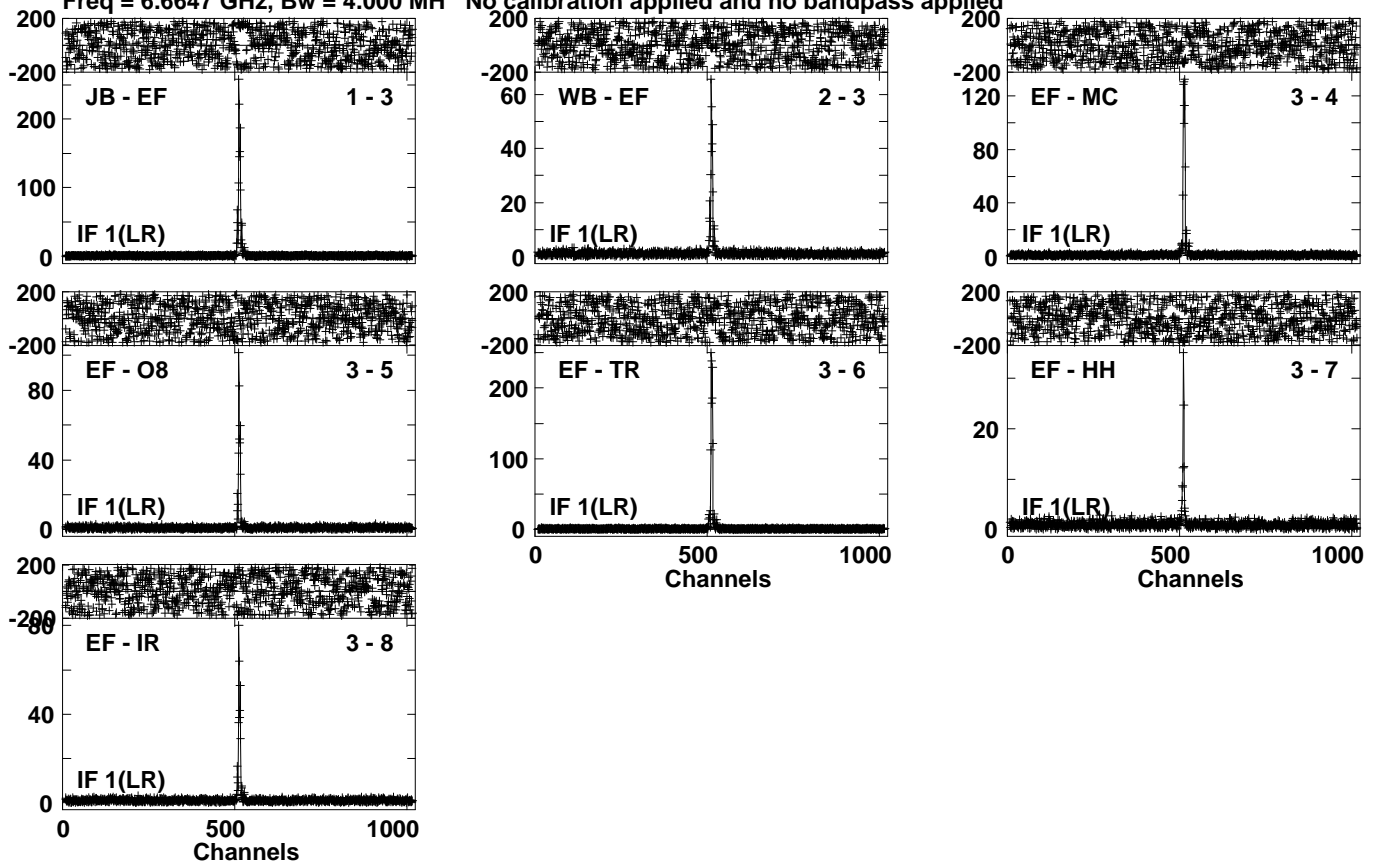 Freq = 6.6647 GHz, Bw = 4.000 MH No calibration applied and no bandpass applied
200 200 200
-200 -200 -200
JB - EF 1 - 3 WB - EF 2 - 3 EF - MC 3 - 4
200 60 120
100 40 80
20 40
IF 1(LR) IF 1(LR) IF 1(LR)
0 0 0
200 200 200
-200 -200 -200
EF - O8 3 - 5 EF - TR 3 - 6 EF - HH 3 - 7
80 200 20
40 100
IF 1(LR) IF 1(LR) IF 1(LR)
0 0 0
0 500 1000 0 500 1000
Channels Channels
200
-200
80
EF - IR 3 - 8
40
IF 1(LR)
0
0 500 1000
Channels